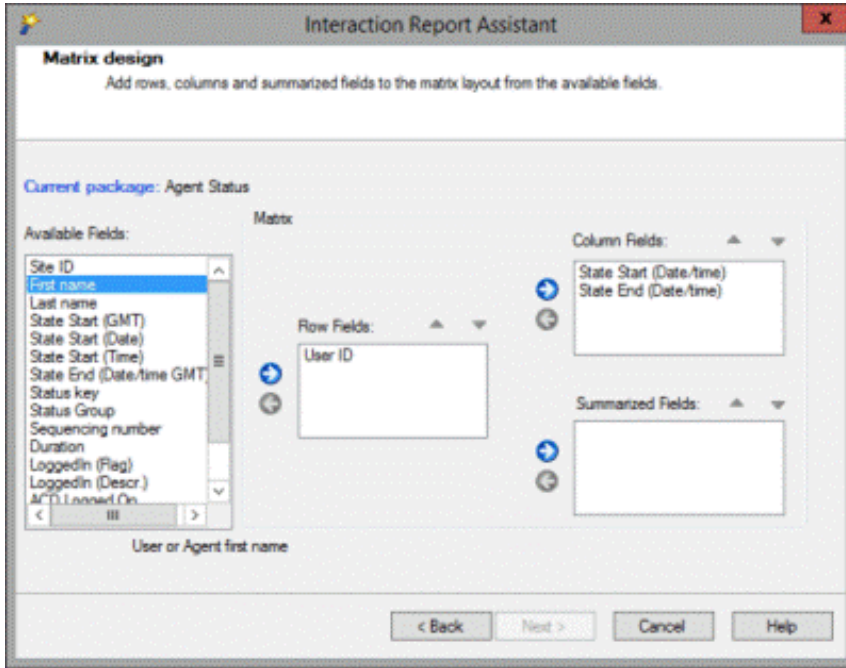 Interaction Report Assistant
x
Matrix design
Add rows, columns and summarized fields to the matrix layout from the available fields.
Current package: Agent Status
Available Fields:
Site ID
First name
Last name
State Start (GMT)
State Start (Date)
State Start (Time)
State End (Date/time GMT)
Status key
Status Group
Sequencing number
Duration
LoggedIn (Flag)
LoggedIn (Descr.)
ACD Logged On
User or Agent first name
Matrix
Row Fields:
User ID
Column Fields:
State Start (Date/time)
State End (Date/time)
Summarized Fields:
< Back
Next >
Cancel
Help